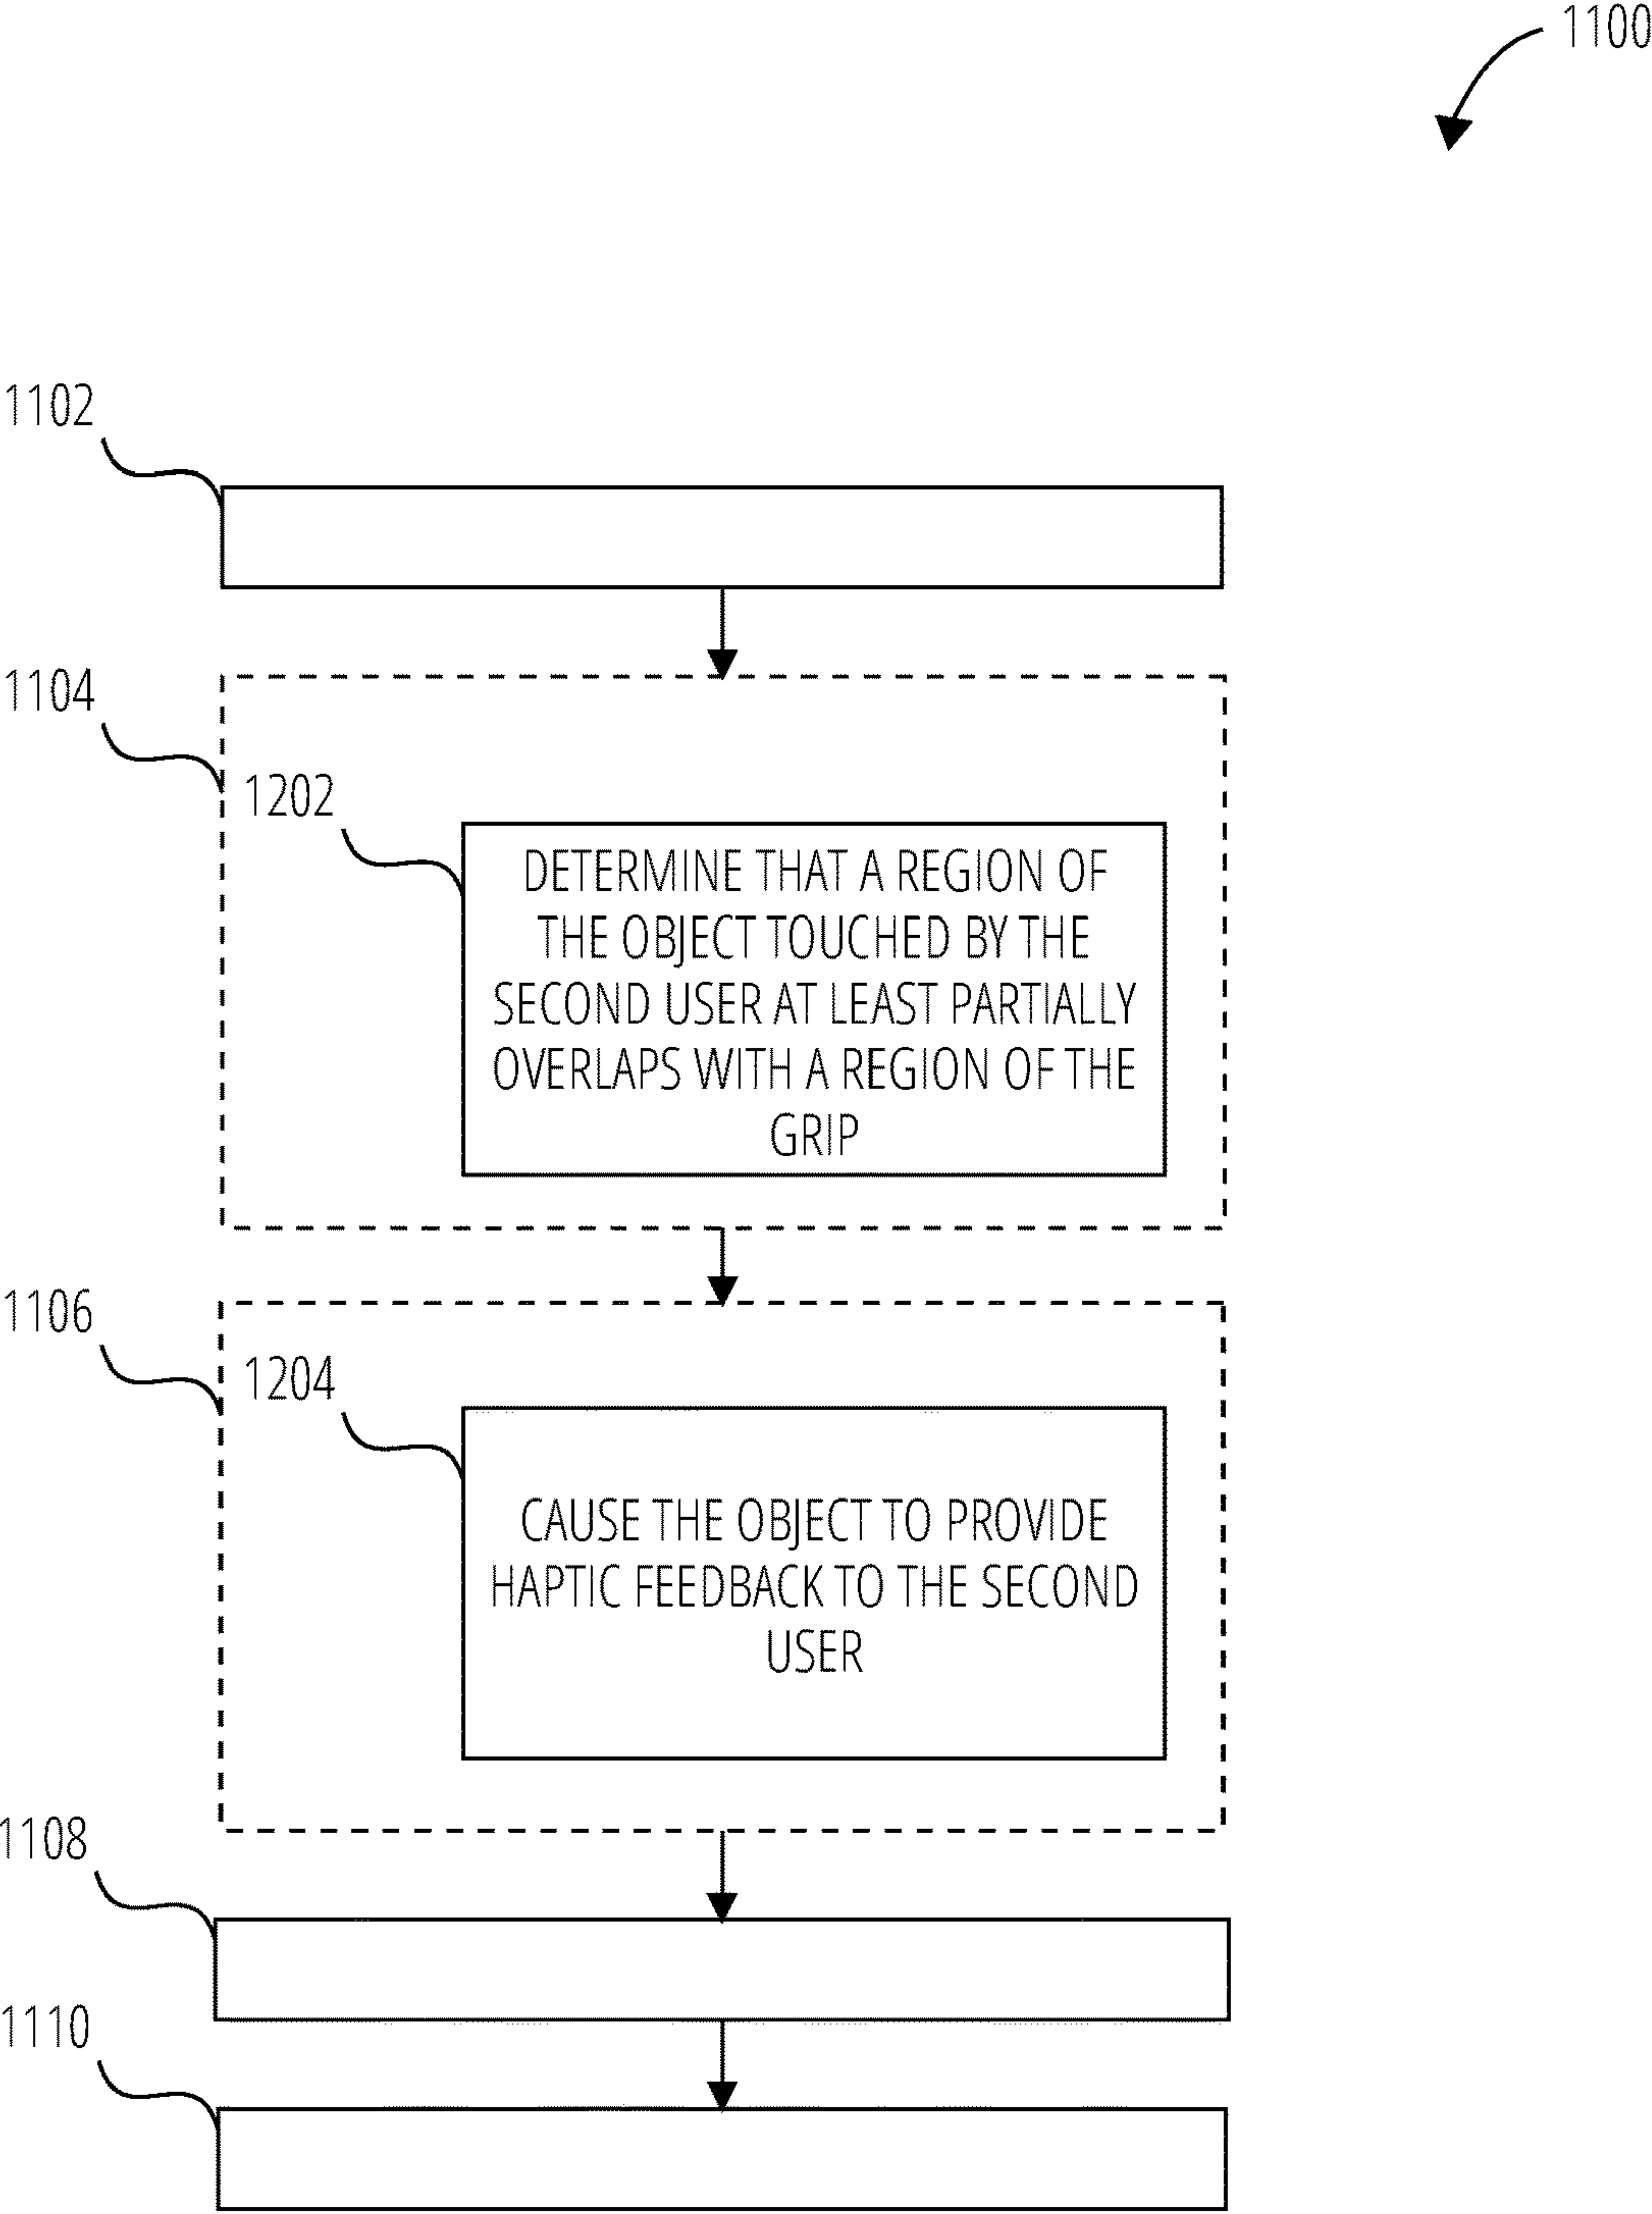 1100
1102
1104
1202
DETERMINE THAT A REGION OF
THE OBJECT TOUCHED BY THE
SECOND USER AT LEAST PARTIALLY
OVERLAPS WITH A REGION OF THE
GRIP
1106
1204
CAUSE THE OBJECT TO PROVIDE
HAPTIC FEEDBACK TO THE SECOND
USER
1108
1110